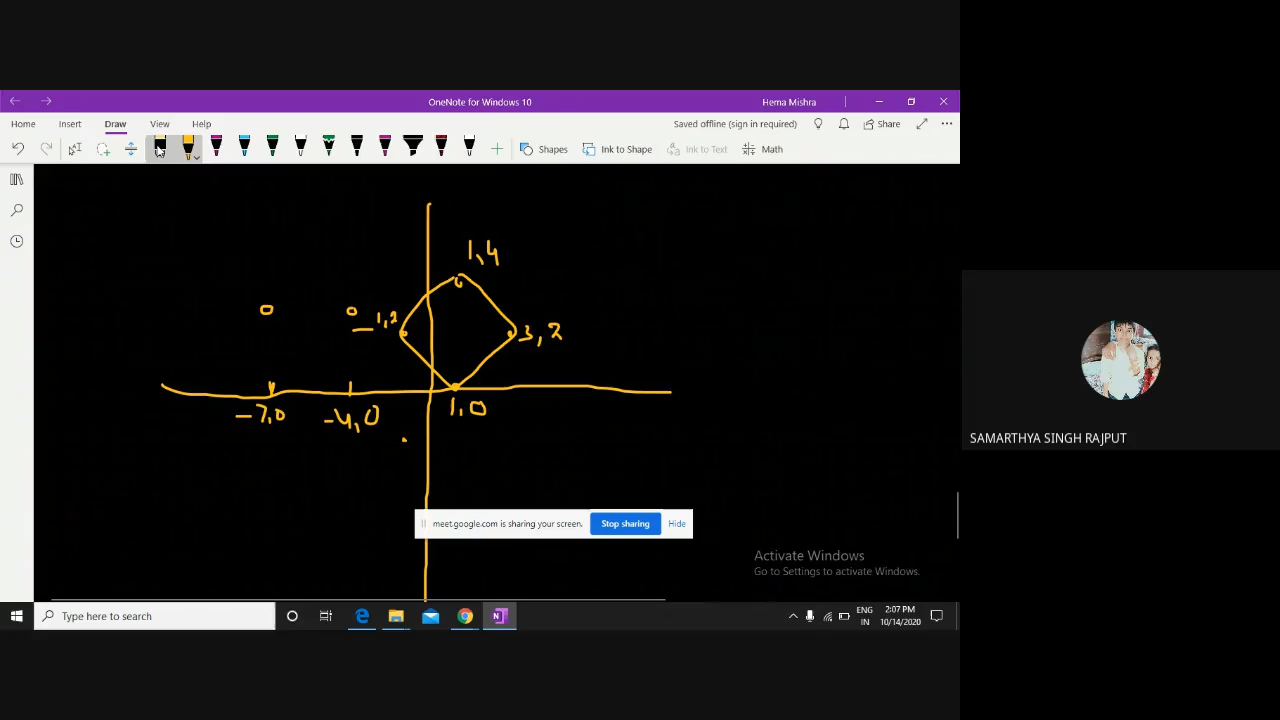 OneNote for Windows 10
Hema Mishra
Home Insert Draw View Help
Saved offline (sign in required)
Share
Shapes
Ink to Shape
Ink to Text
Math
1,4
-1,2
3,2
-7,0
-4,0
1,0
SAMARTHYA SINGH RAJPUT
meet.google.com is sharing your screen.
Stop sharing
Hide
Activate Windows
Go to Settings to activate Windows.
Type here to search
ENG
IN
2:07 PM
10/14/2020